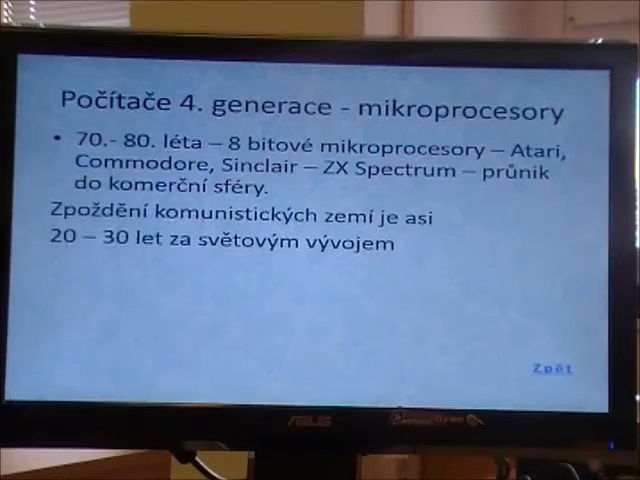 Počítače 4. generace - mikroprocesory
• 70.- 80. léta – 8 bitové mikroprocesory – Atari,
Commodore, Sinclair – ZX Spectrum – průnik
do komerční sféry.
Zpoždění komunistických zemí je asi
20 – 30 let za světovým vývojem
Zpět
ASUS